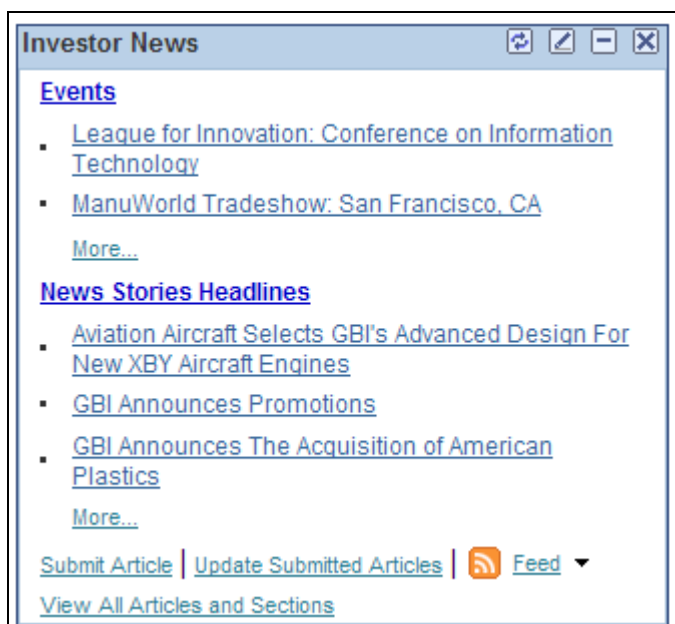 Investor News
Events
League for Innovation: Conference on Information
Technology
ManuWorld Tradeshow: San Francisco, CA
More...
News Stories Headlines
Aviation Aircraft Selects GBI's Advanced Design For
New XBY Aircraft Engines
GBI Announces Promotions
GBI Announces The Acquisition of American
Plastics
More...
Submit Article | Update Submitted Articles | Feed
View All Articles and Sections